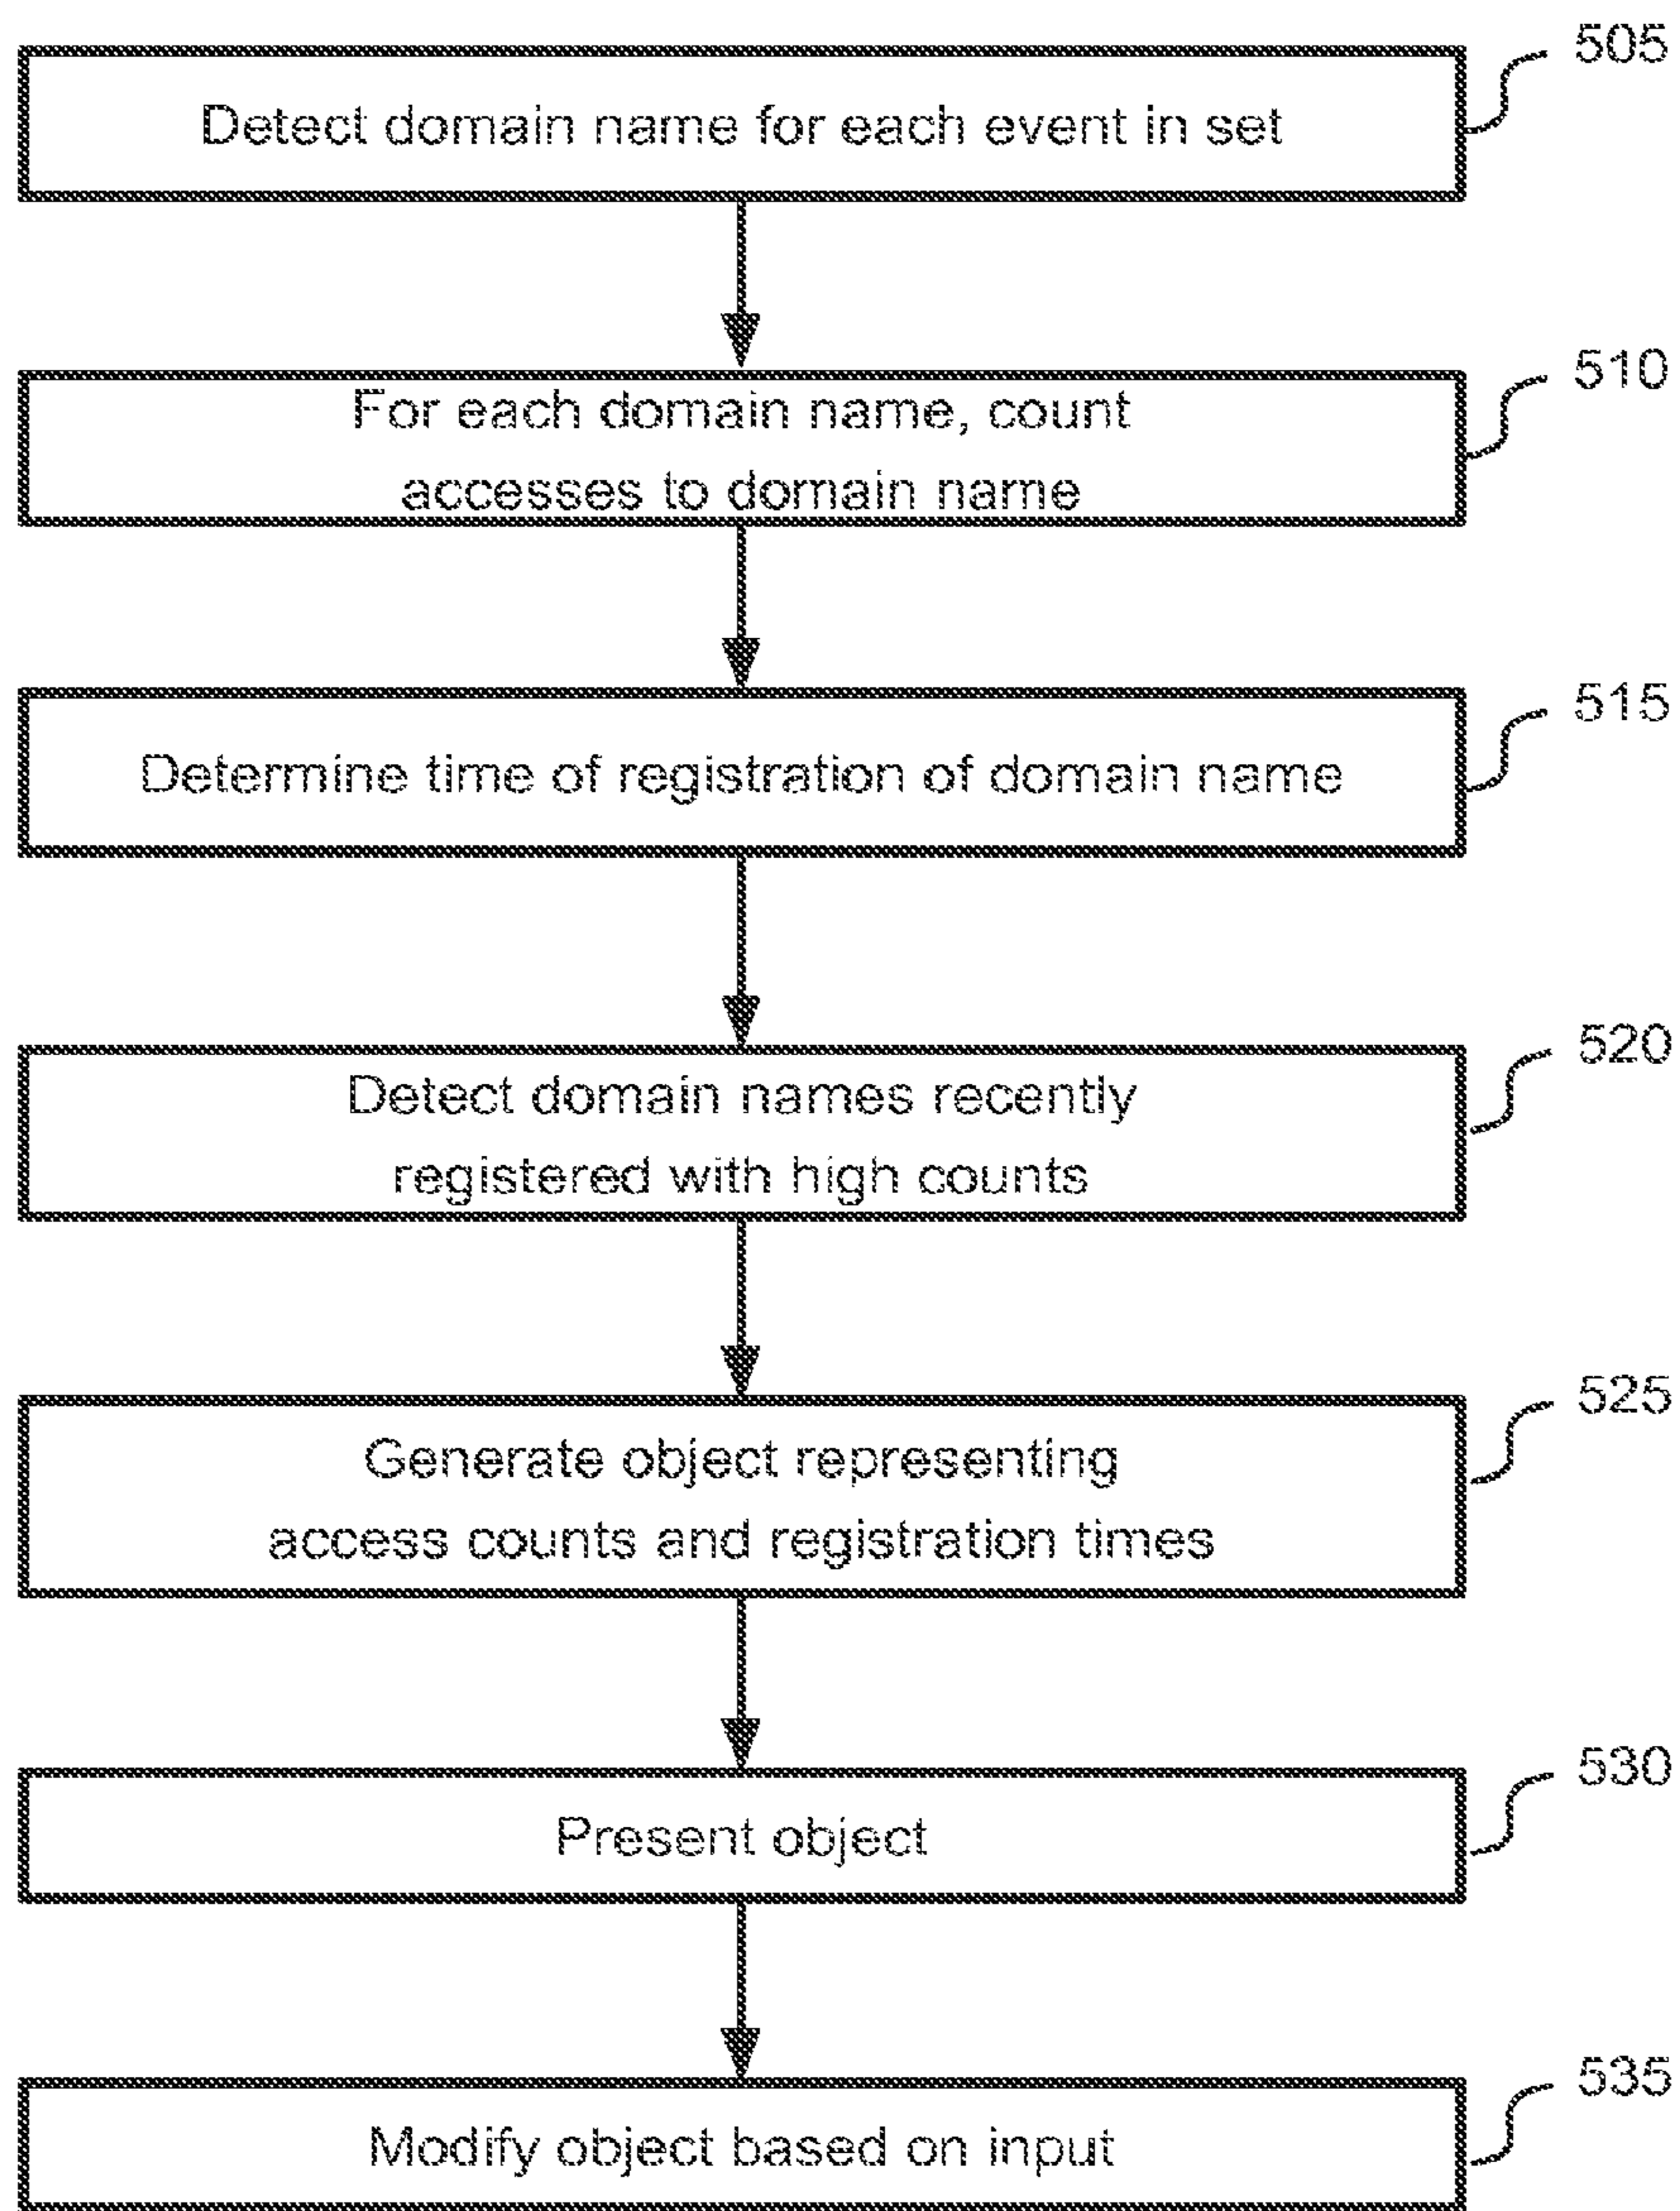 505
Detect domain name for each event in set
510
For each domain name, count
accesses to domain name
515
Determine time of registration of domain name
520
Detect domain names recently
registered with high counts
525
Generate object representing
access counts and registration times
530
Present object
535
Modify object based on input